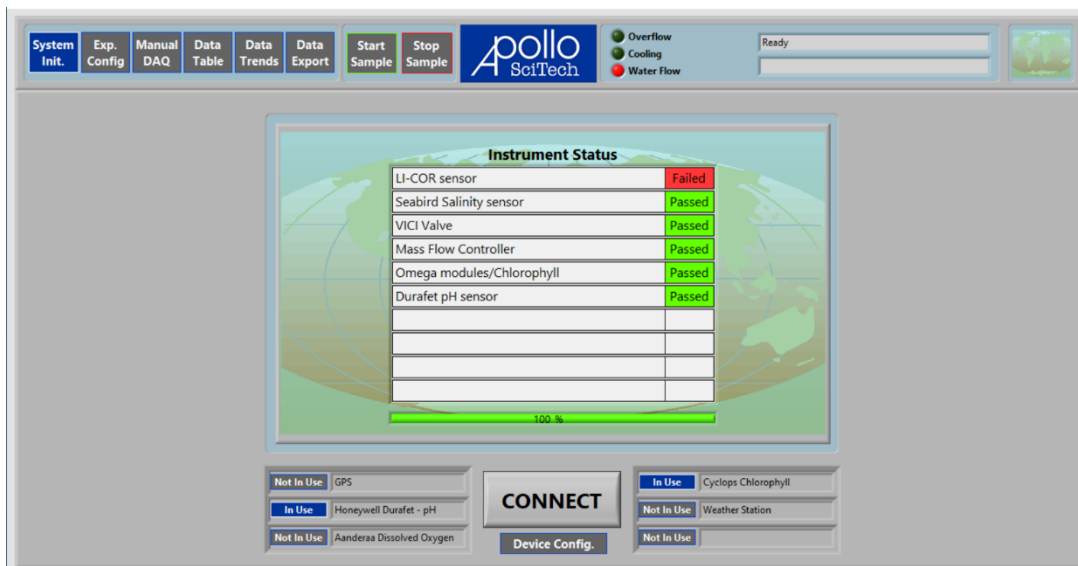 System Init.
Exp. Config
Manual DAQ
Data Table
Data Trends
Data Export
Start Sample
Stop Sample
Apollo
SciTech
Overflow
Cooling
Water Flow
Ready
Instrument Status
LI-COR sensor Failed
Seabird Salinity sensor Passed
VICI Valve Passed
Mass Flow Controller Passed
Omega modules/Chlorophyll Passed
Durafet pH sensor Passed
100 %
Not In Use GPS
In Use Honeywell Durafet - pH
Not In Use Aanderaa Dissolved Oxygen
CONNECT
Device Config.
In Use Cyclops Chlorophyll
Not In Use Weather Station
Not In Use